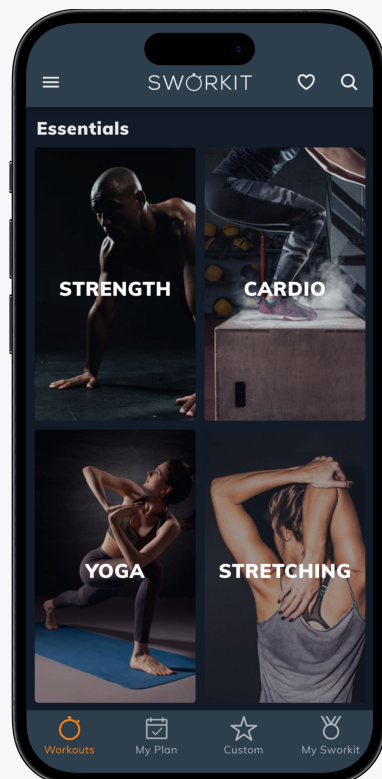 SWORKIT
Essentials
STRENGTH
CARDIO
YOGA
STRETCHING
Workouts
My Plan
Custom
My Sworkit